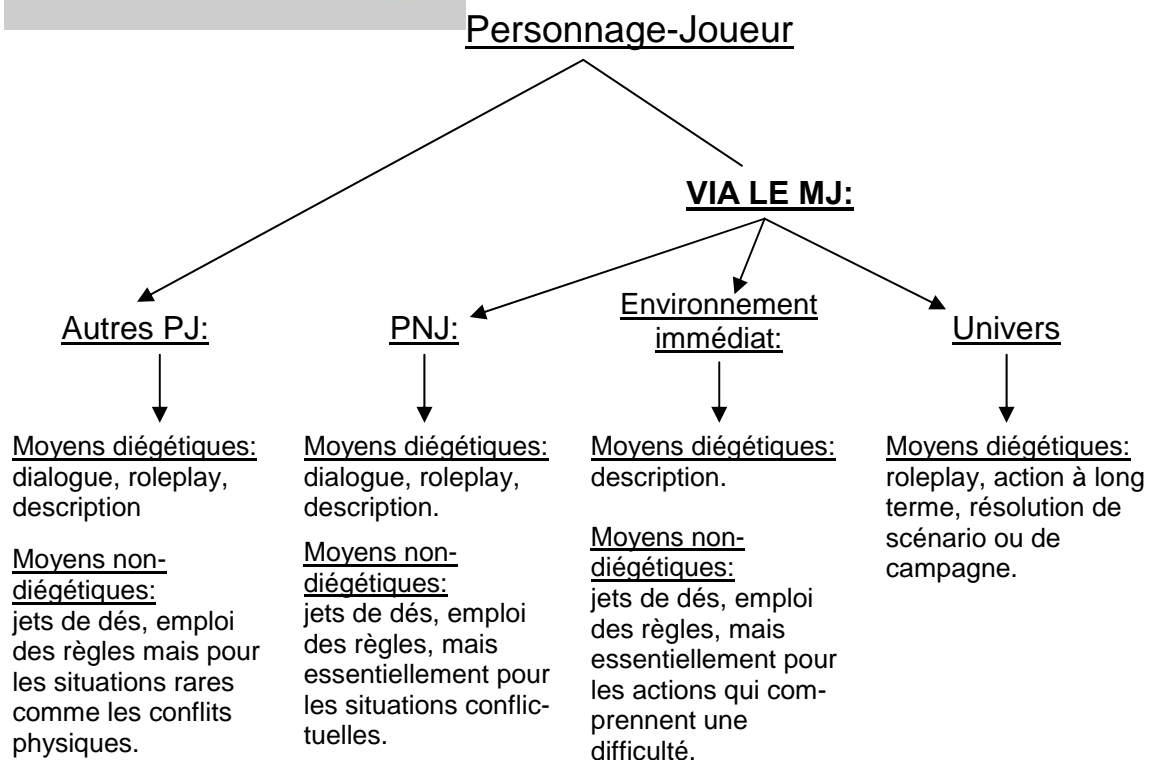 Personnage-Joueur
VIA LE MJ:
Autres PJ:
PNJ:
Environnement
immédiat:
Univers
Moyens diégétiques:
dialogue, roleplay,
description
Moyens non-
diégétiques:
jets de dés, emploi
des règles mais pour
les situations rares
comme les conflits
physiques.
Moyens diégétiques:
dialogue, roleplay,
description.
Moyens non-
diégétiques:
jets de dés, emploi
des règles, mais
essentiellement pour
les situations conflic-
tuelles.
Moyens diégétiques:
description.
Moyens non-
diégétiques:
jets de dés, emploi
des règles, mais
essentiellement pour
les actions qui com-
prennent une
difficulté.
Moyens diégétiques:
roleplay, action à long
terme, résolution de
scénario ou de
campagne.